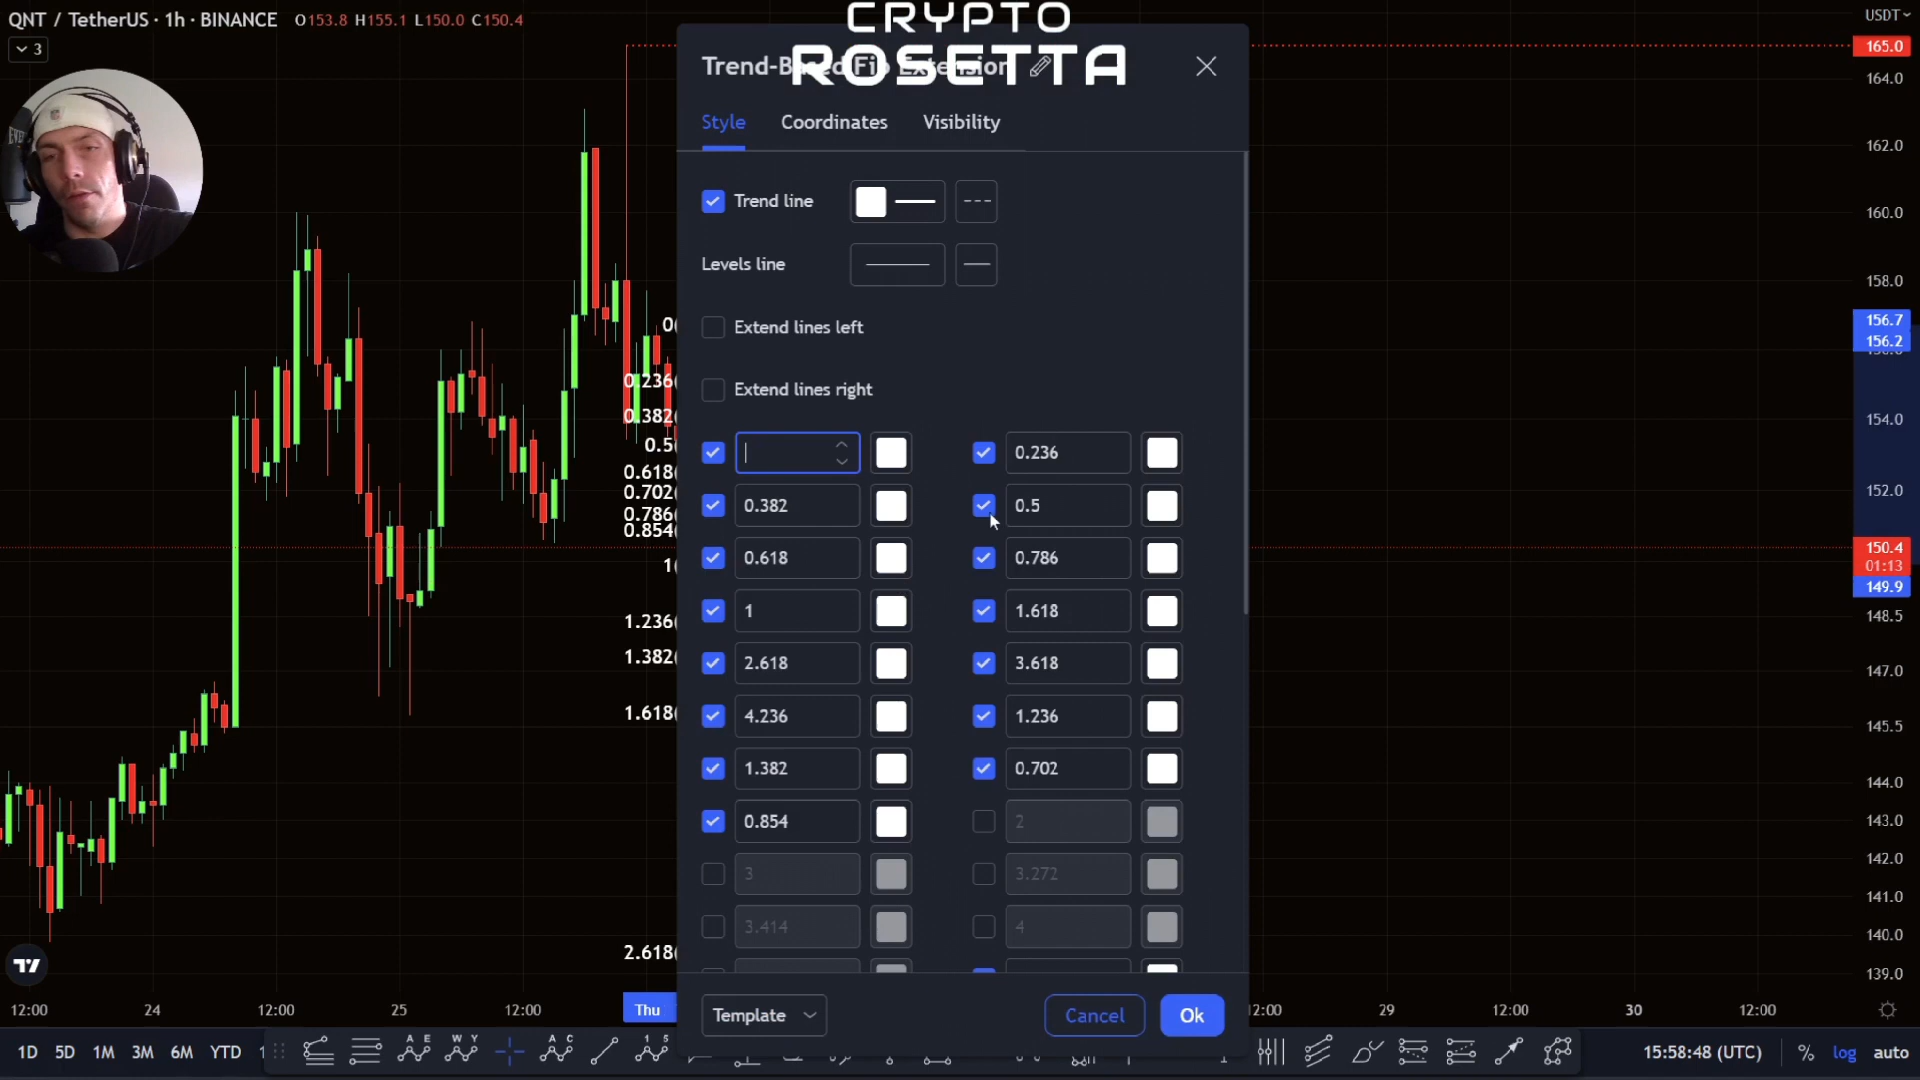 QNT / TetherUS · 1h · BINANCE O153.8 H155.1 L150.0 C150.4
3
CRYPTO
ROSETTA
Trend-Based Fib Extension
Style Coordinates Visibility
Trend line
Levels line
Extend lines left
Extend lines right
0.236
0.382 0.5
0.618 0.786
1 1.618
2.618 3.618
4.236 1.236
1.382 0.702
0.854 2
3 3.272
3.414 4
Template Cancel Ok
0(
0.236(
0.382(
0.5(
0.618(
0.702(
0.786(
0.854(
1(
1.236(
1.382(
1.618(
2.618(
USDT
165.0
164.0
162.0
160.0
158.0
156.7
156.2
154.0
152.0
150.4
01:13
149.9
148.5
147.0
145.5
144.0
143.0
142.0
141.0
140.0
139.0
12:00 24 12:00 25 12:00 Thu 12:00 29 12:00 30 12:00
1D 5D 1M 3M 6M YTD 15:58:48 (UTC) % log auto
A E
W Y
A C
1 5